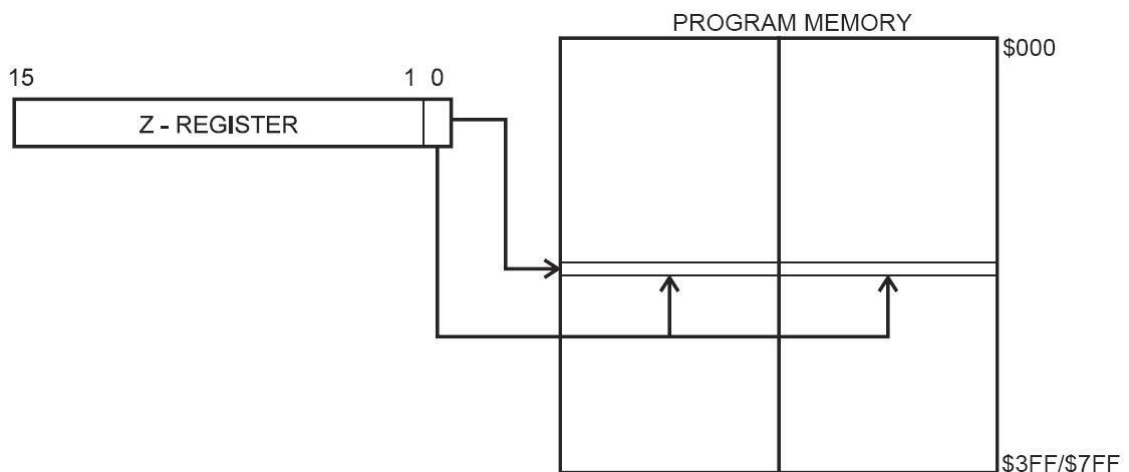 PROGRAM MEMORY
$000
15 1 0
Z - REGISTER
$3FF/$7FF